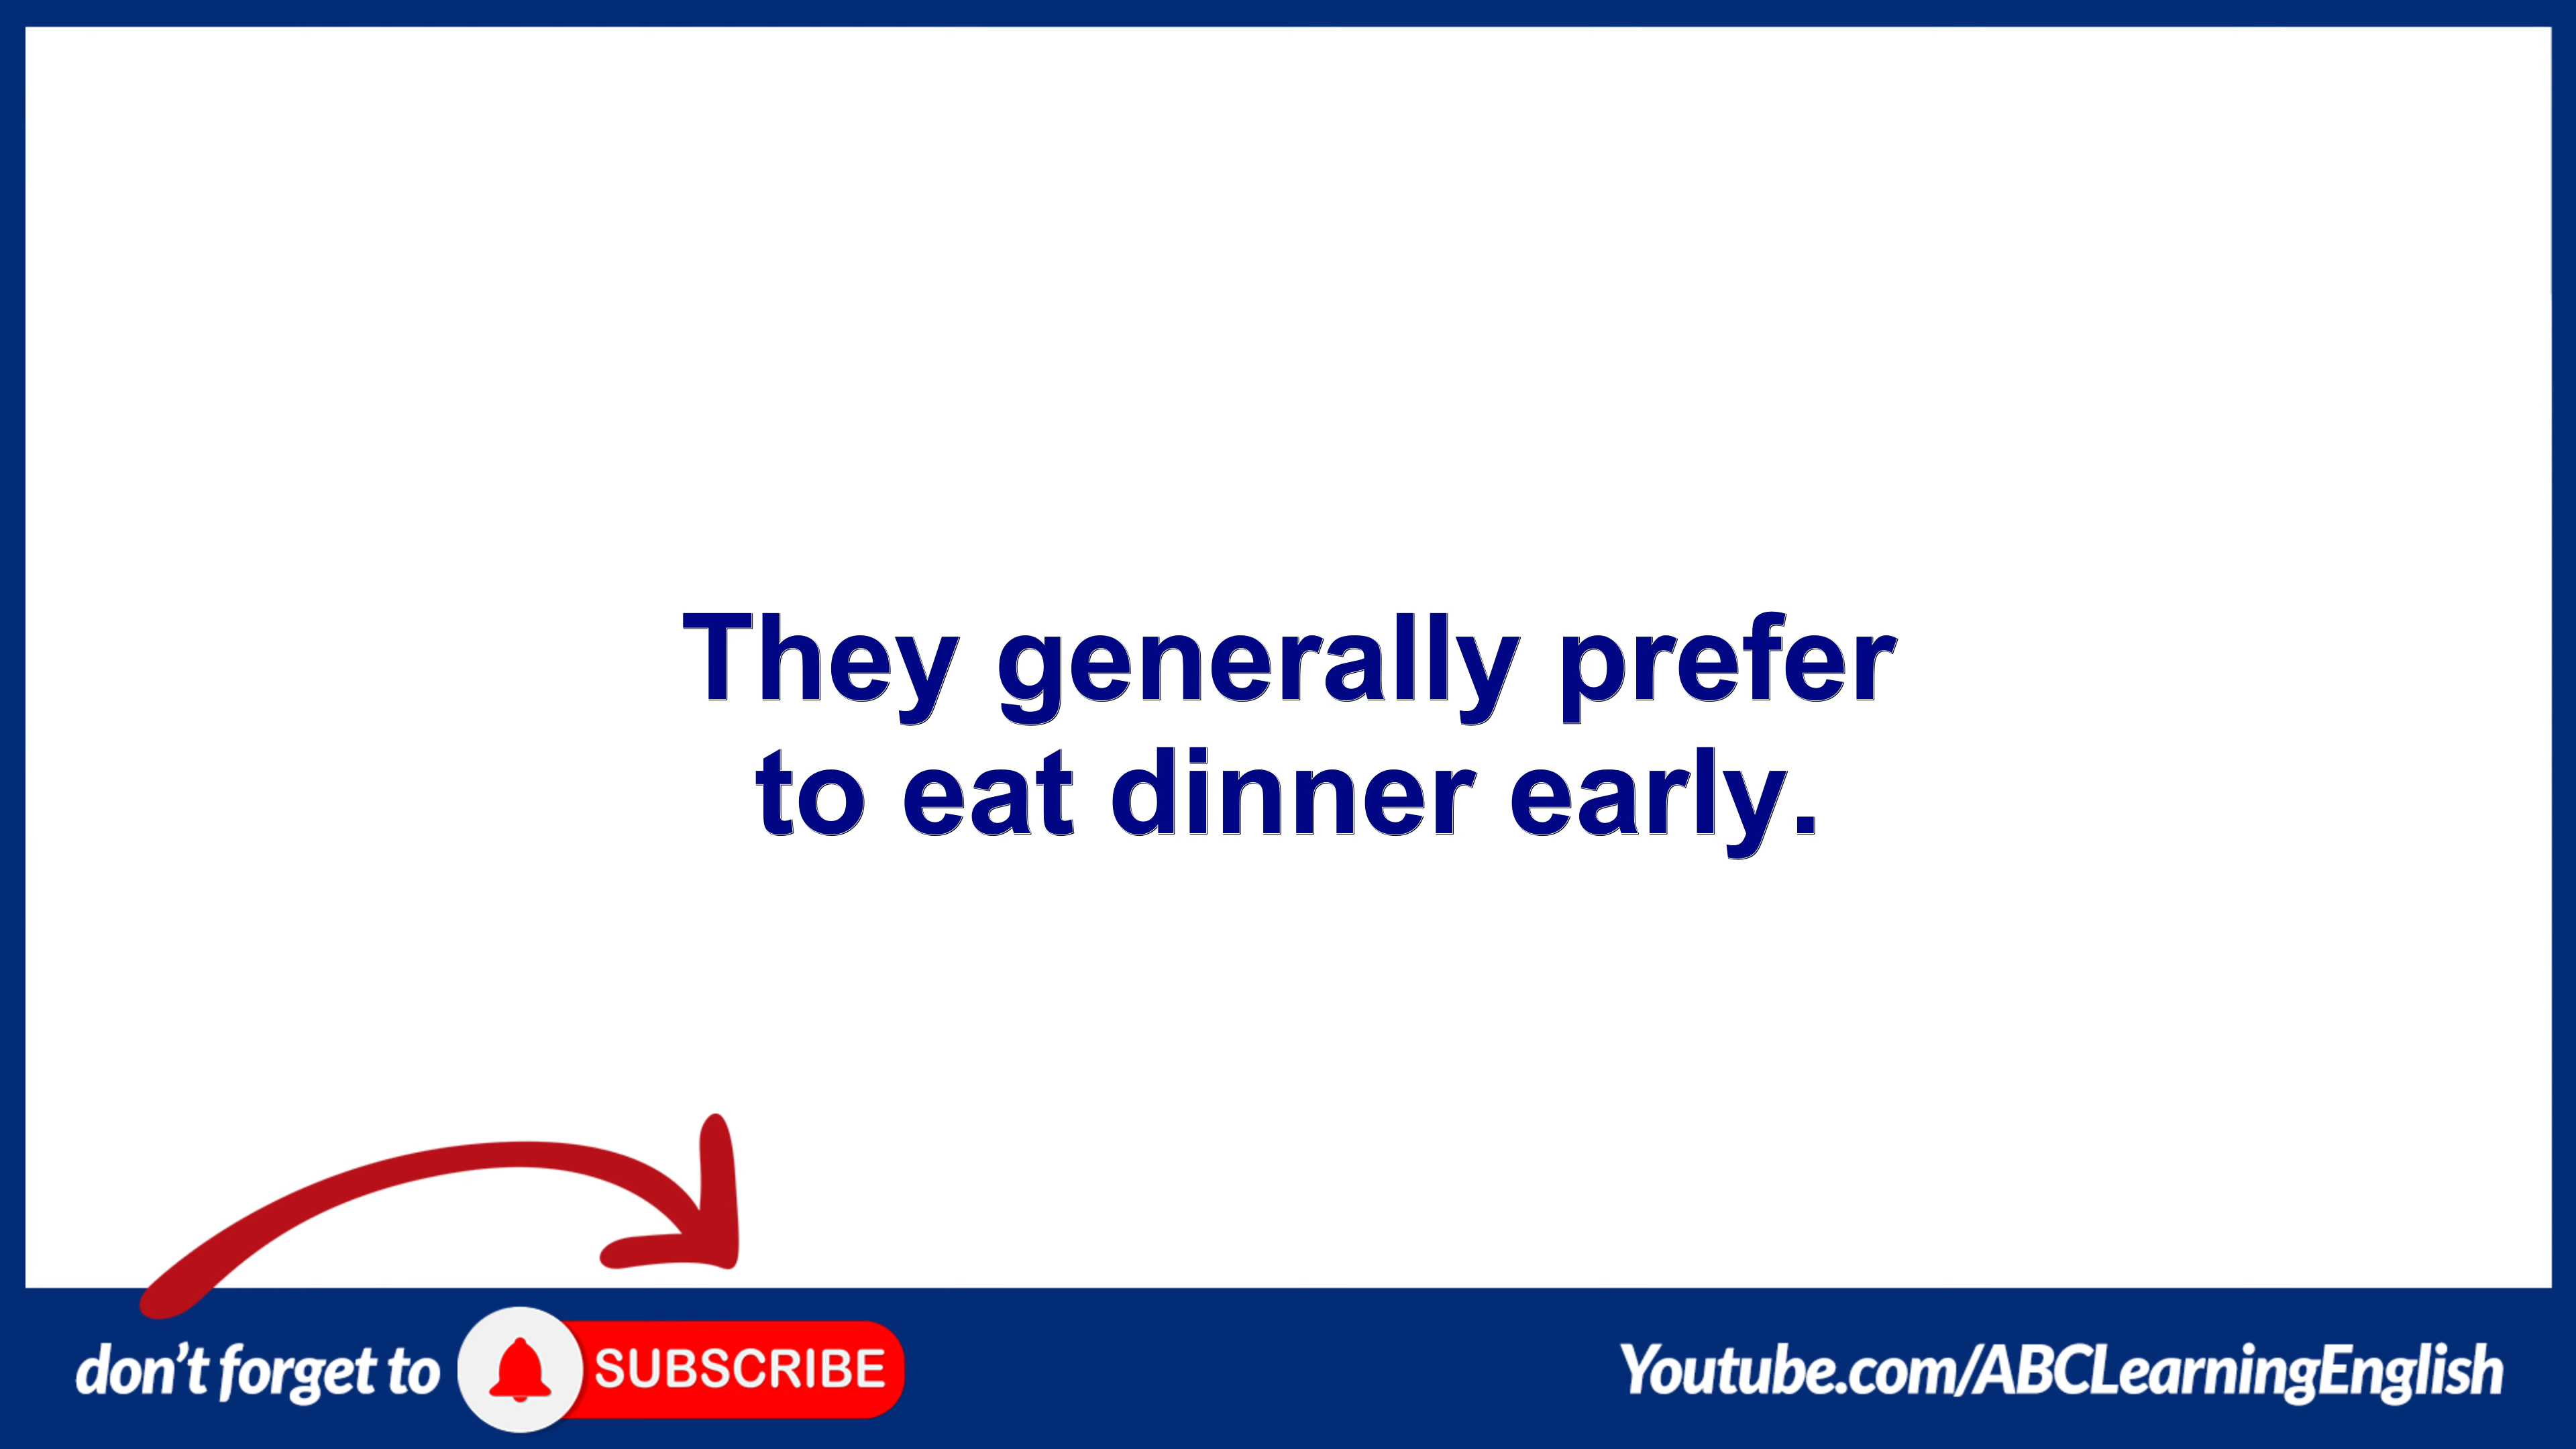 They generally prefer
to eat dinner early.
don't forget to SUBSCRIBE
Youtube.com/ABCLearningEnglish